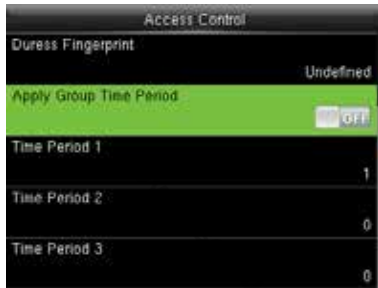 Access Control
Duress Fingerprint
Undefined
Apply Group Time Period
OFF
Time Period 1
1
Time Period 2
0
Time Period 3
0